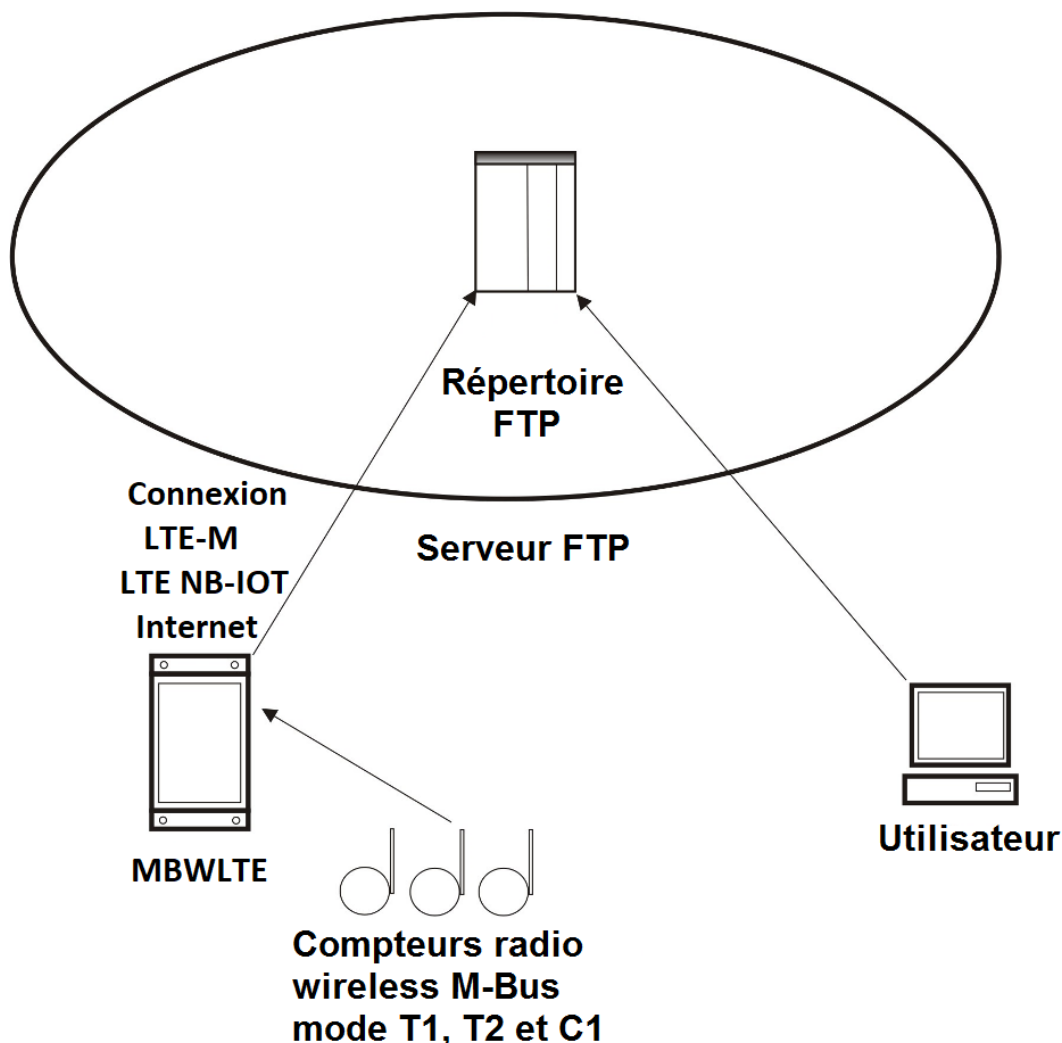 Répertoire
FTP
Connexion
LTE-M
LTE NB-IOT
Internet
Serveur FTP
MBWLTE
Utilisateur
Compteurs radio
wireless M-Bus
mode T1, T2 et C1